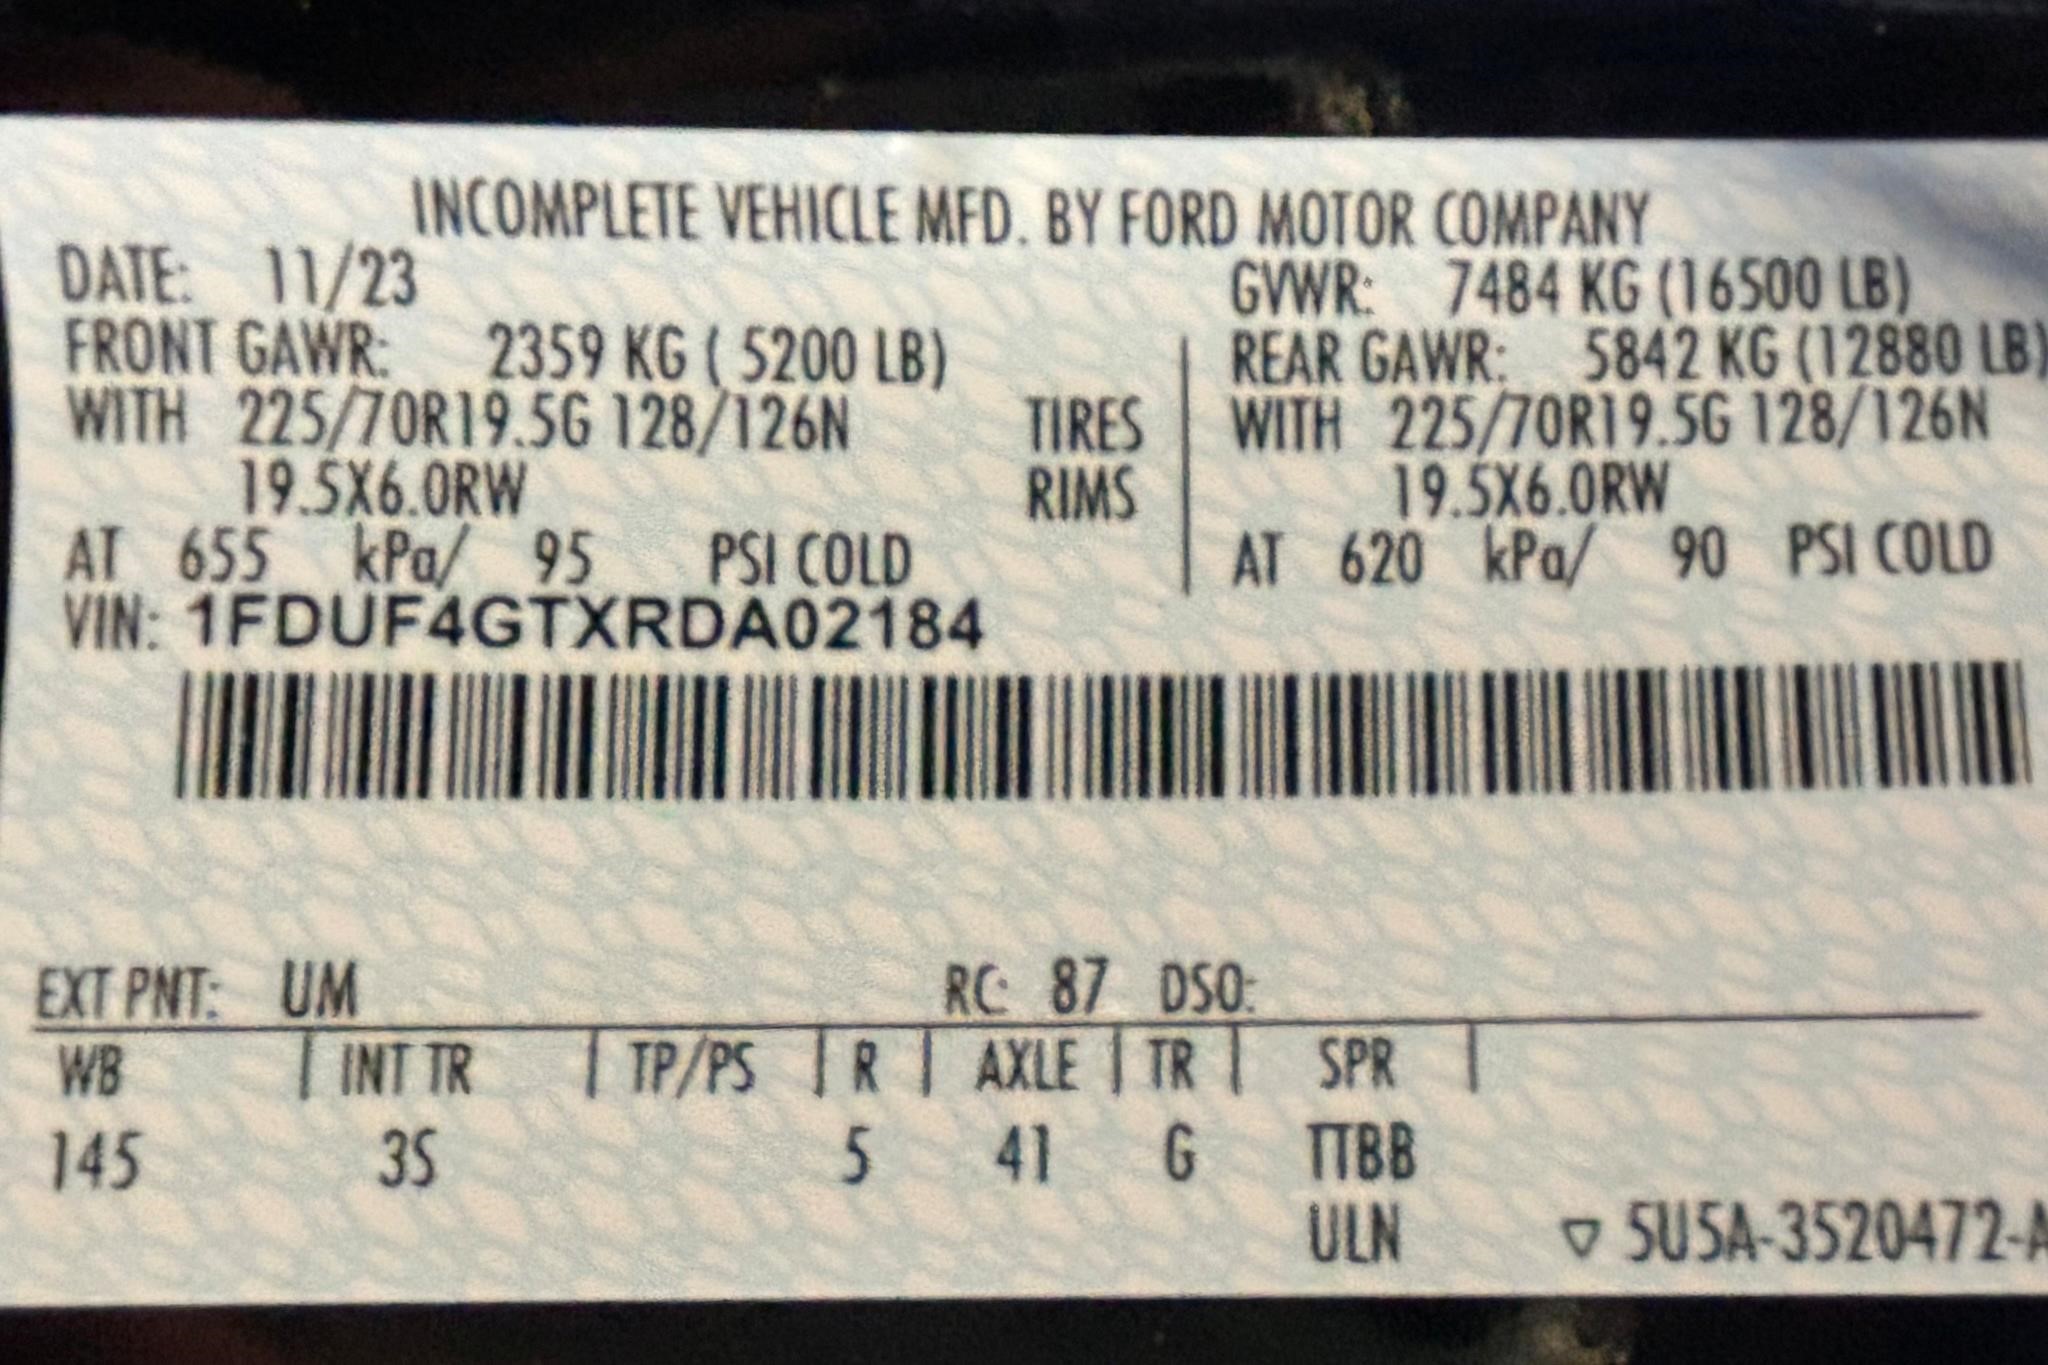 INCOMPLETE VEHICLE MFD. BY FORD MOTOR COMPANY
DATE: 11/23 GVWR: 7484 KG (16500 LB)
FRONT GAWR: 2359 KG ( 5200 LB) REAR GAWR: 5842 KG (12880 LB)
WITH 225/70R19.5G 128/126N TIRES WITH 225/70R19.5G 128/126N
19.5X6.0RW RIMS 19.5X6.0RW
AT 655 kPa/ 95 PSI COLD AT 620 kPa/ 90 PSI COLD
VIN: 1FDUF4GTXRDA02184
EXT PNT: UM RC: 87 DSO:
WB | INT TR | TP/PS | R | AXLE | TR | SPR |
145 3S 5 41 G TTBB
ULN ▽ 5U5A-3520472-A